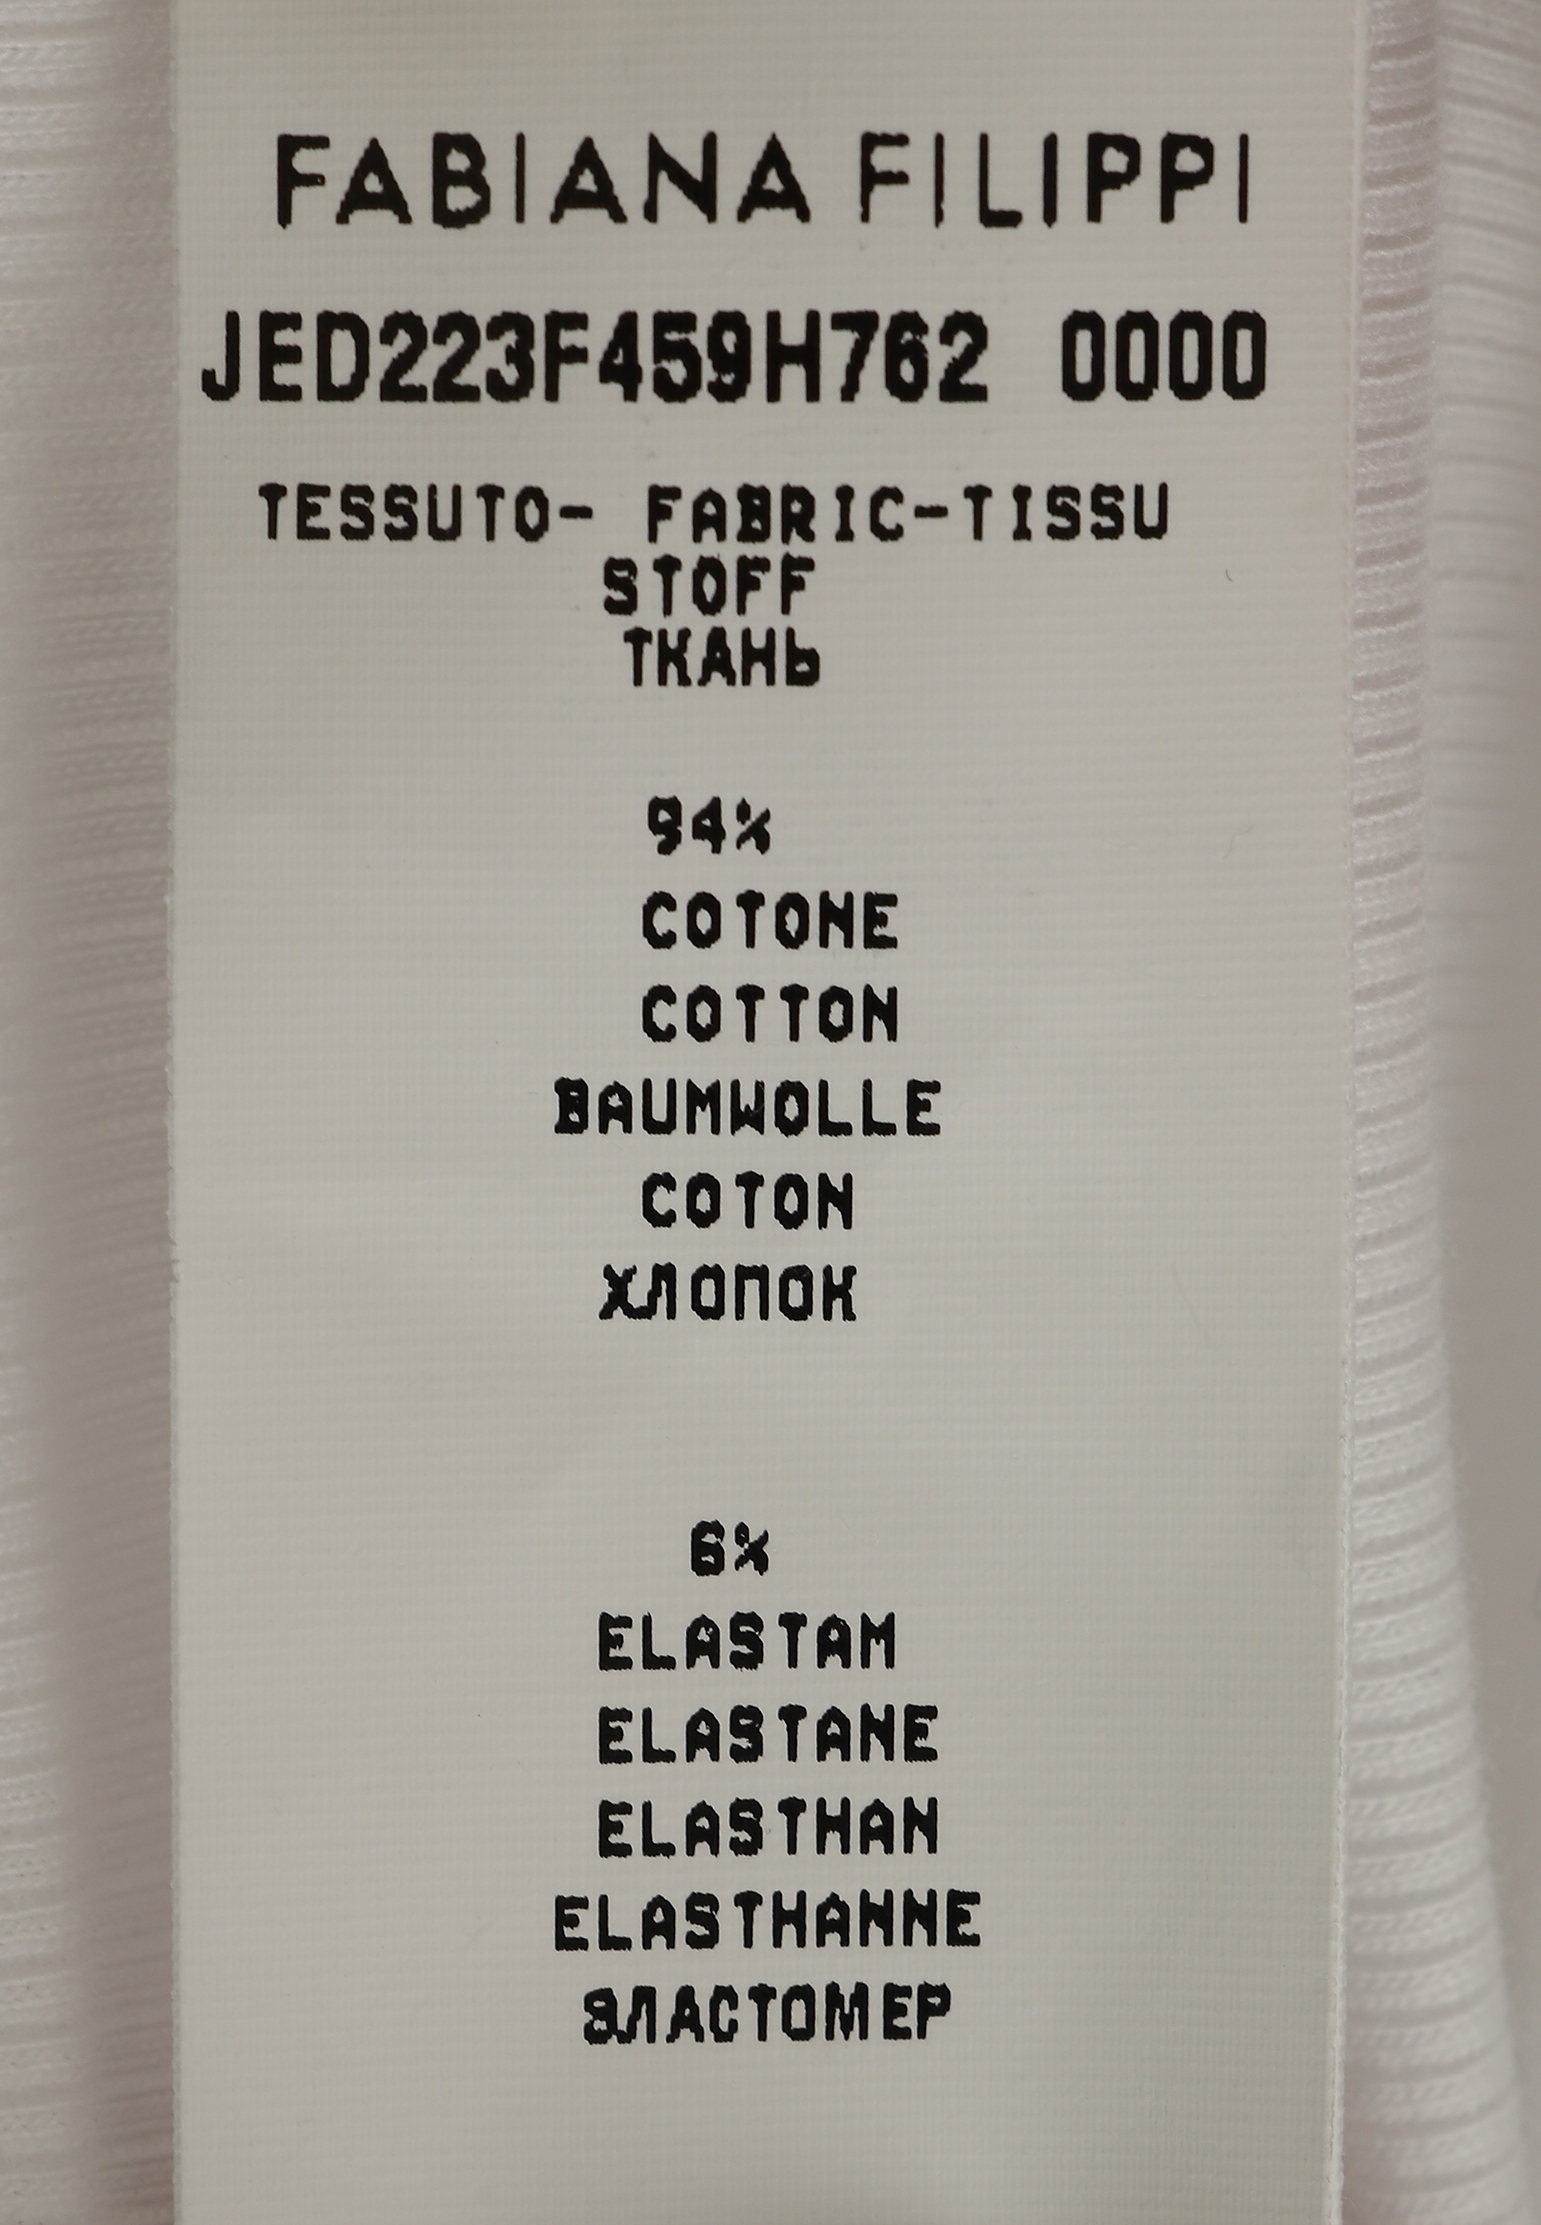 FABIANA FILIPPI
JED223F459H762 0000
TESSUTO- FABRIC-TISSU
STOFF
ТКАНЬ
94%
COTONE
COTTON
BAUMWOLLE
COTON
ХЛОПОК
6%
ELASTAM
ELASTANE
ELASTHAN
ELASTHANNE
ЭЛАСТОМЕР